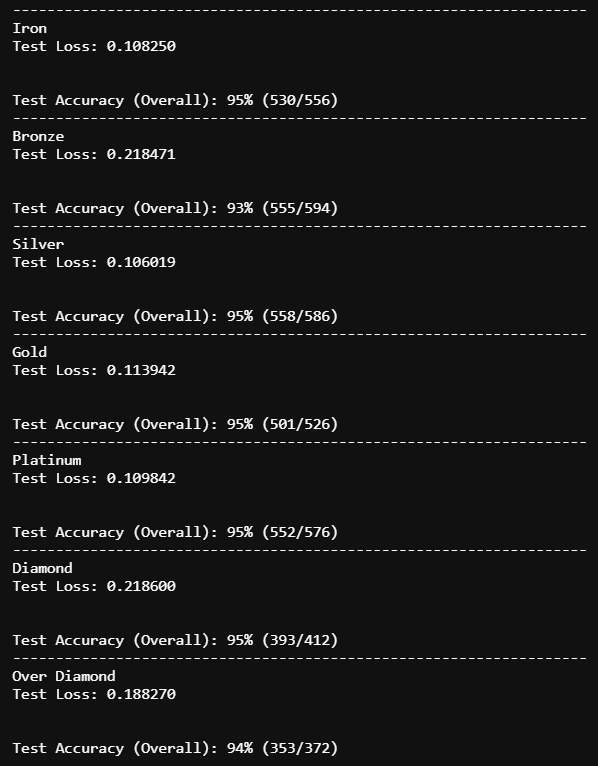 --------------------------------------------------------------------
Iron
Test Loss: 0.108250
Test Accuracy (Overall): 95% (530/556)
--------------------------------------------------------------------
Bronze
Test Loss: 0.218471
Test Accuracy (Overall): 93% (555/594)
--------------------------------------------------------------------
Silver
Test Loss: 0.106019
Test Accuracy (Overall): 95% (558/586)
--------------------------------------------------------------------
Gold
Test Loss: 0.113942
Test Accuracy (Overall): 95% (501/526)
--------------------------------------------------------------------
Platinum
Test Loss: 0.109842
Test Accuracy (Overall): 95% (552/576)
--------------------------------------------------------------------
Diamond
Test Loss: 0.218600
Test Accuracy (Overall): 95% (393/412)
--------------------------------------------------------------------
Over Diamond
Test Loss: 0.188270
Test Accuracy (Overall): 94% (353/372)